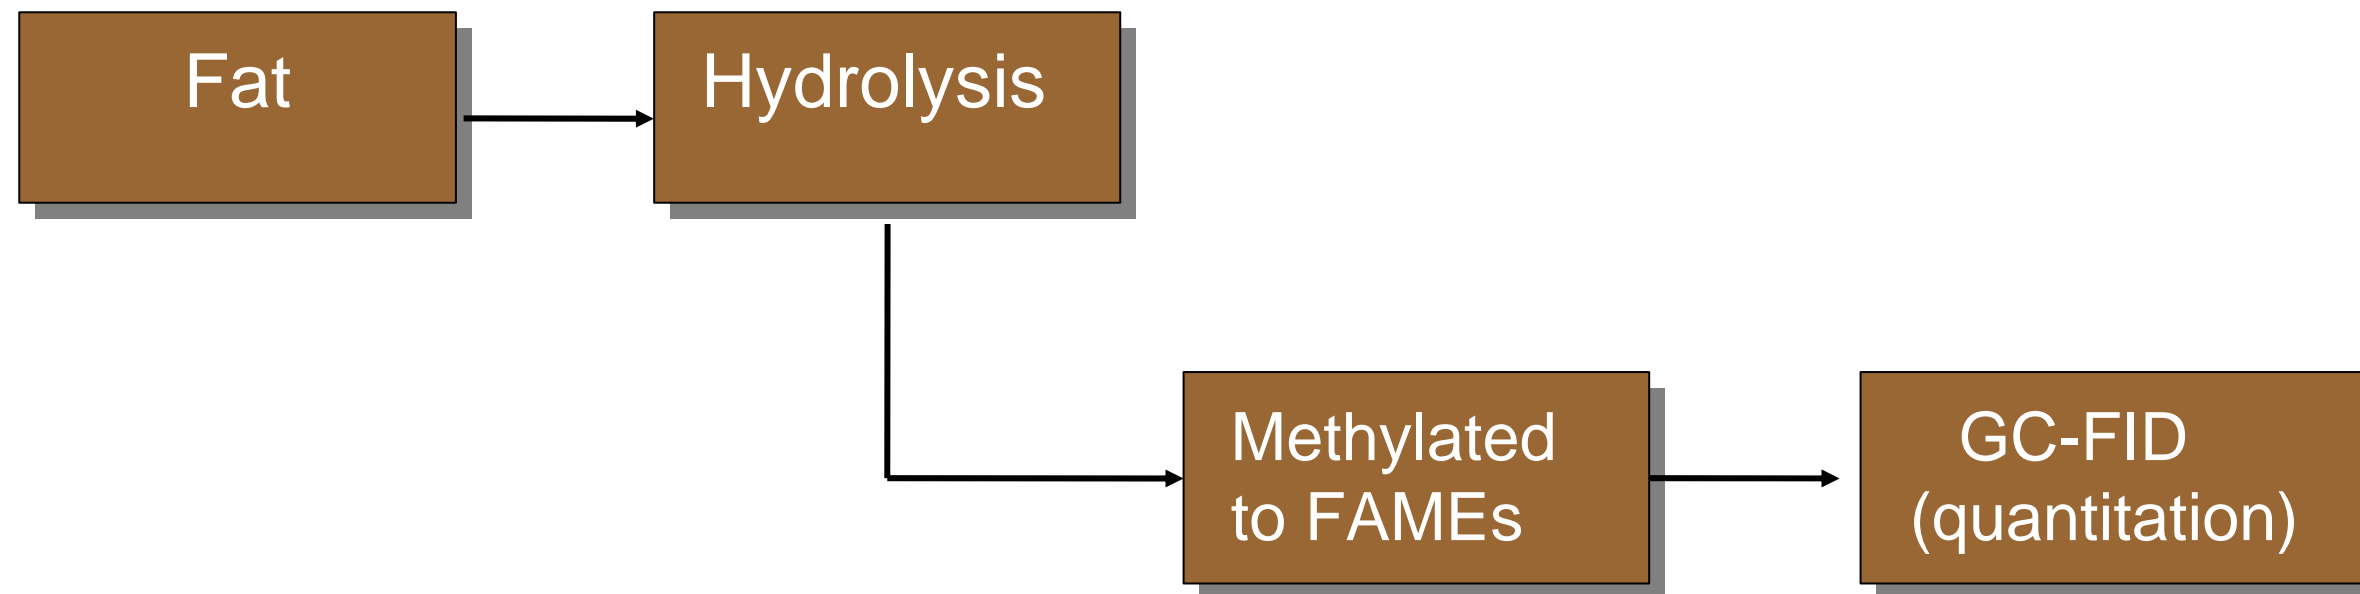 Fat
Hydrolysis
Methylated
to FAMEs
GC-FID
(quantitation)